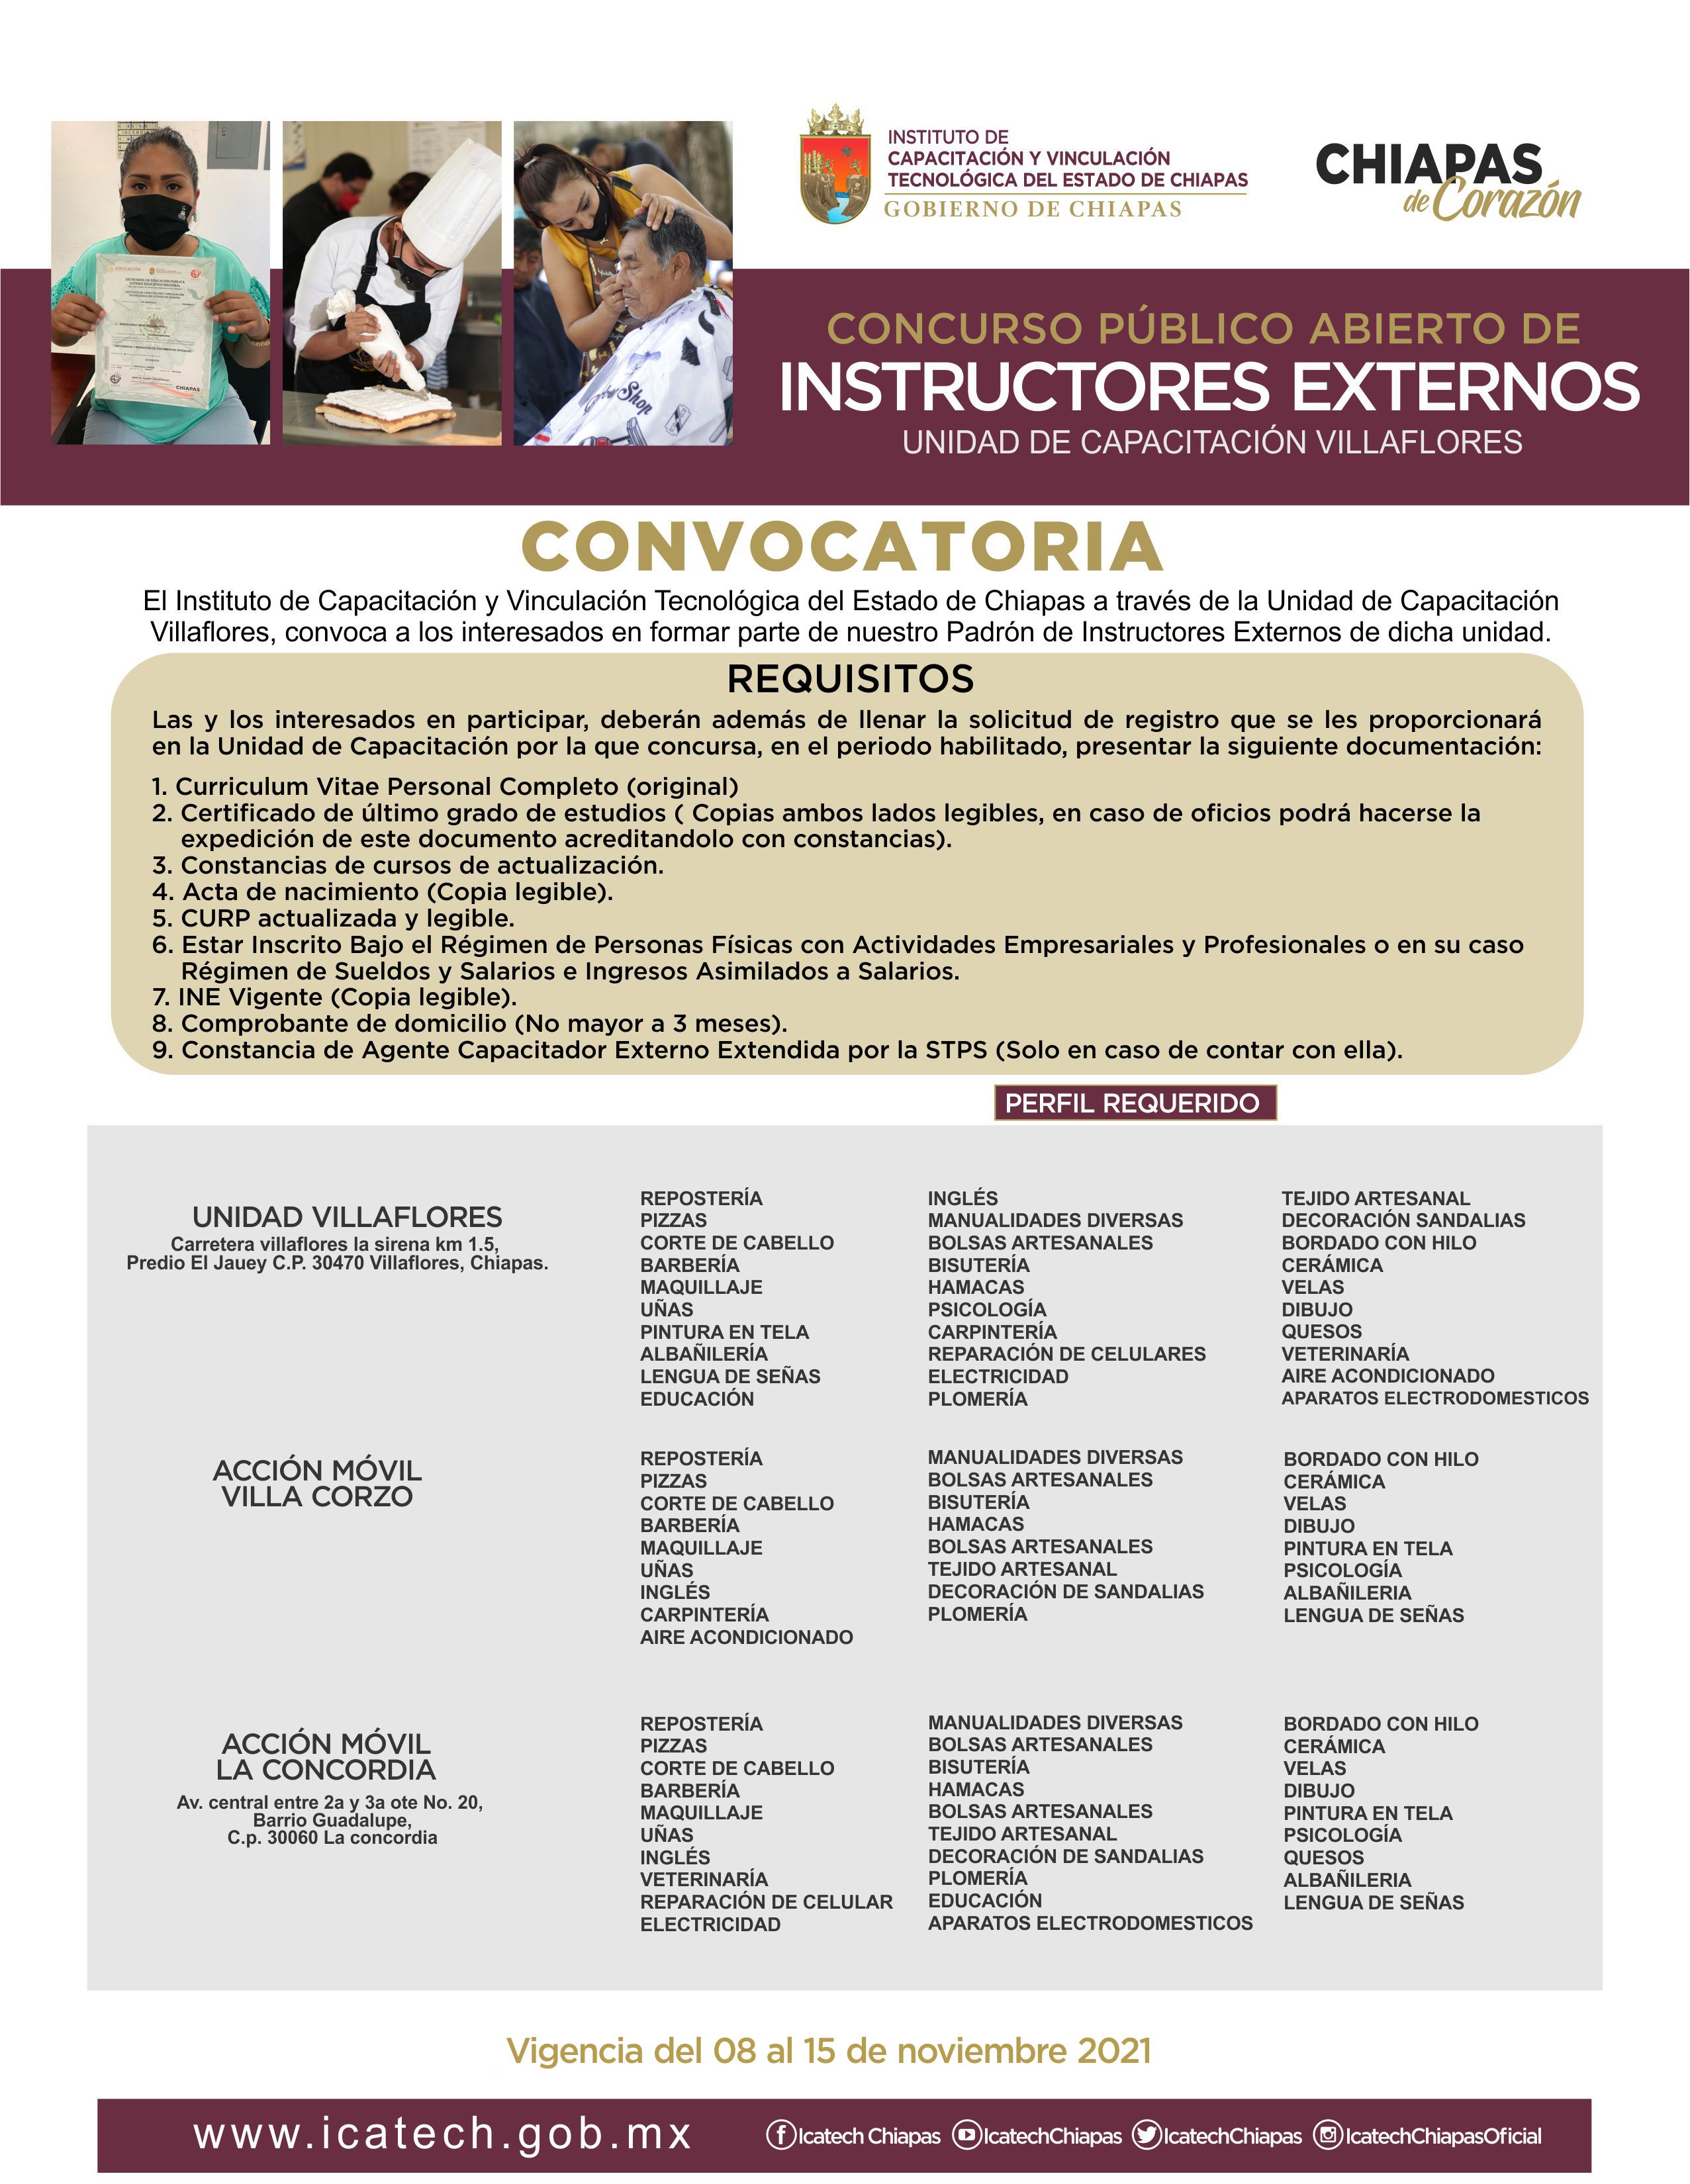 INSTITUTO DE
CAPACITACIÓN Y VINCULACIÓN
TECNOLÓGICA DEL ESTADO DE CHIAPAS
GOBIERNO DE CHIAPAS
CHIAPAS
de Corazón
CHIAPAS
Barber Shop
CONCURSO PÚBLICO ABIERTO DE
INSTRUCTORES EXTERNOS
UNIDAD DE CAPACITACIÓN VILLAFLORES
CONVOCATORIA
El Instituto de Capacitación y Vinculación Tecnológica del Estado de Chiapas a través de la Unidad de Capacitación
Villaflores, convoca a los interesados en formar parte de nuestro Padrón de Instructores Externos de dicha unidad.
REQUISITOS
Las y los interesados en participar, deberán además de llenar la solicitud de registro que se les proporcionará
en la Unidad de Capacitación por la que concursa, en el periodo habilitado, presentar la siguiente documentación:
1. Curriculum Vitae Personal Completo (original)
2. Certificado de último grado de estudios ( Copias ambos lados legibles, en caso de oficios podrá hacerse la
expedición de este documento acreditandolo con constancias).
3. Constancias de cursos de actualización.
4. Acta de nacimiento (Copia legible).
5. CURP actualizada y legible.
6. Estar Inscrito Bajo el Régimen de Personas Físicas con Actividades Empresariales y Profesionales o en su caso
Régimen de Sueldos y Salarios e Ingresos Asimilados a Salarios.
7. INE Vigente (Copia legible).
8. Comprobante de domicilio (No mayor a 3 meses).
9. Constancia de Agente Capacitador Externo Extendida por la STPS (Solo en caso de contar con ella).
PERFIL REQUERIDO
UNIDAD VILLAFLORES
Carretera villaflores la sirena km 1.5,
Predio El Jauey C.P. 30470 Villaflores, Chiapas.
REPOSTERÍA
PIZZAS
CORTE DE CABELLO
BARBERÍA
MAQUILLAJE
UÑAS
PINTURA EN TELA
ALBAÑILERÍA
LENGUA DE SEÑAS
EDUCACIÓN
INGLÉS
MANUALIDADES DIVERSAS
BOLSAS ARTESANALES
BISUTERÍA
HAMACAS
PSICOLOGÍA
CARPINTERÍA
REPARACIÓN DE CELULARES
ELECTRICIDAD
PLOMERÍA
TEJIDO ARTESANAL
DECORACIÓN SANDALIAS
BORDADO CON HILO
CERÁMICA
VELAS
DIBUJO
QUESOS
VETERINARÍA
AIRE ACONDICIONADO
APARATOS ELECTRODOMESTICOS
ACCIÓN MÓVIL
VILLA CORZO
REPOSTERÍA
PIZZAS
CORTE DE CABELLO
BARBERÍA
MAQUILLAJE
UÑAS
INGLÉS
CARPINTERÍA
AIRE ACONDICIONADO
MANUALIDADES DIVERSAS
BOLSAS ARTESANALES
BISUTERÍA
HAMACAS
BOLSAS ARTESANALES
TEJIDO ARTESANAL
DECORACIÓN DE SANDALIAS
PLOMERÍA
BORDADO CON HILO
CERÁMICA
VELAS
DIBUJO
PINTURA EN TELA
PSICOLOGÍA
ALBAÑILERIA
LENGUA DE SEÑAS
ACCIÓN MÓVIL
LA CONCORDIA
Av. central entre 2a y 3a ote No. 20,
Barrio Guadalupe,
C.p. 30060 La concordia
REPOSTERÍA
PIZZAS
CORTE DE CABELLO
BARBERÍA
MAQUILLAJE
UÑAS
INGLÉS
VETERINARÍA
REPARACIÓN DE CELULAR
ELECTRICIDAD
MANUALIDADES DIVERSAS
BOLSAS ARTESANALES
BISUTERÍA
HAMACAS
BOLSAS ARTESANALES
TEJIDO ARTESANAL
DECORACIÓN DE SANDALIAS
PLOMERÍA
EDUCACIÓN
APARATOS ELECTRODOMESTICOS
BORDADO CON HILO
CERÁMICA
VELAS
DIBUJO
PINTURA EN TELA
PSICOLOGÍA
QUESOS
ALBAÑILERIA
LENGUA DE SEÑAS
Vigencia del 08 al 15 de noviembre 2021
www.icatech.gob.mx
Icatech Chiapas IcatechChiapas IcatechChiapas IcatechChiapasOficial